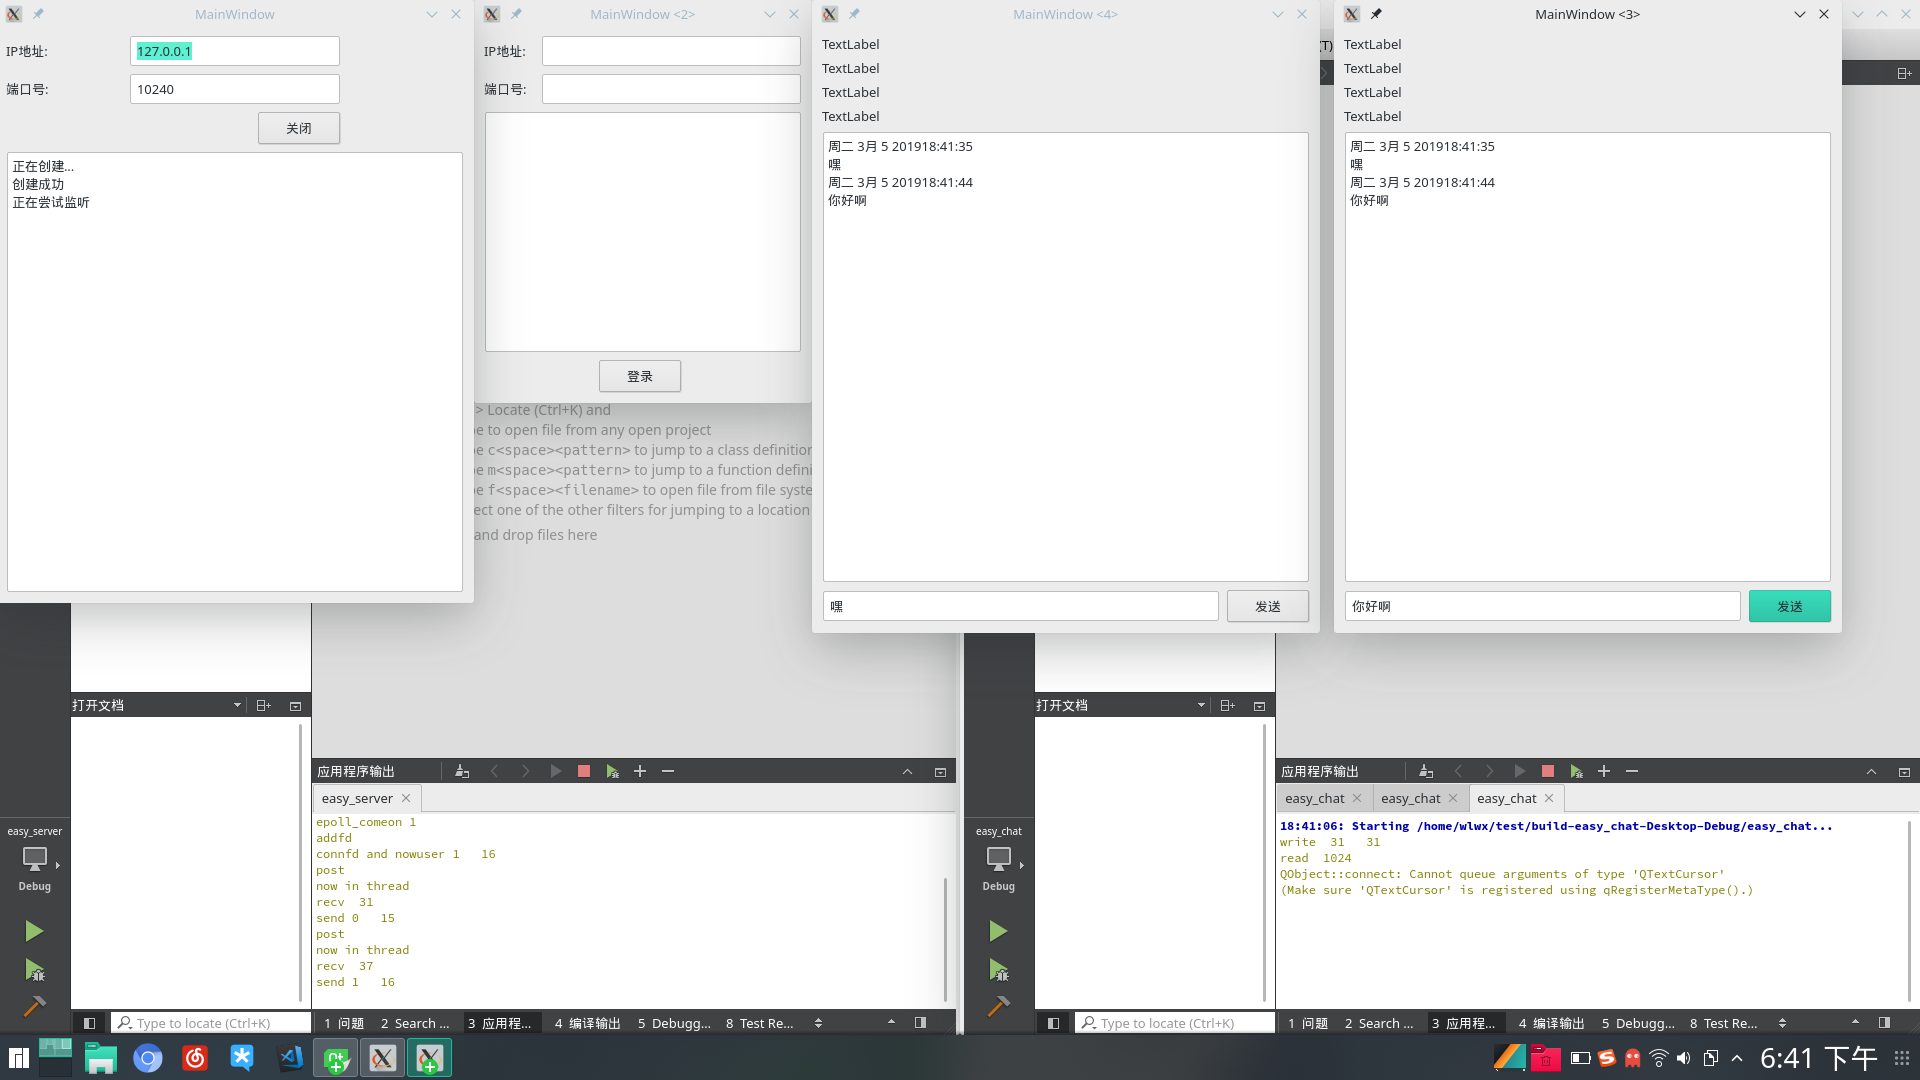 MainWindow
IP地址:
127.0.0.1
端口号:
10240
关闭
正在创建...
创建成功
正在尝试监听
MainWindow <2>
IP地址:
端口号:
登录
> Locate (Ctrl+K) and
e to open file from any open project
e c<space><pattern> to jump to a class definition
e m<space><pattern> to jump to a function defini
e f<space><filename> to open file from file syste
ect one of the other filters for jumping to a location
and drop files here
MainWindow <4>
TextLabel
TextLabel
TextLabel
TextLabel
周二 3月 5 201918:41:35
嘿
周二 3月 5 201918:41:44
你好啊
嘿
发送
(T)
MainWindow <3>
TextLabel
TextLabel
TextLabel
TextLabel
周二 3月 5 201918:41:35
嘿
周二 3月 5 201918:41:44
你好啊
你好啊
发送
打开文档
应用程序输出
easy_server
epoll_comeon 1
addfd
connfd and nowuser 1 16
post
now in thread
recv 31
send 0 15
post
now in thread
recv 37
send 1 16
easy_server
Debug
Type to locate (Ctrl+K)
1 问题
2 Search ...
3 应用程...
4 编译输出
5 Debugg...
8 Test Re...
打开文档
应用程序输出
easy_chat
easy_chat
easy_chat
18:41:06: Starting /home/wlwx/test/build-easy_chat-Desktop-Debug/easy_chat...
write 31 31
read 1024
QObject::connect: Cannot queue arguments of type 'QTextCursor'
(Make sure 'QTextCursor' is registered using qRegisterMetaType().)
easy_chat
Debug
Type to locate (Ctrl+K)
1 问题
2 Search ...
3 应用程...
4 编译输出
5 Debugg...
8 Test Re...
6:41 下午